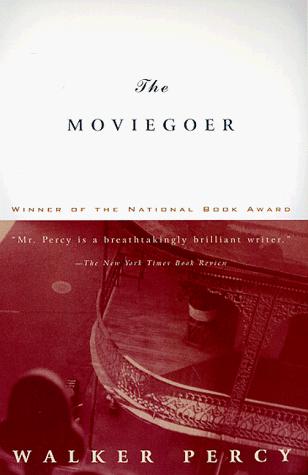 The
MOVIEGOER
WINNER OF THE NATIONAL BOOK AWARD
"Mr. Percy is a breathtakingly brilliant writer."
—The New York Times Book Review
WALKER PERCY